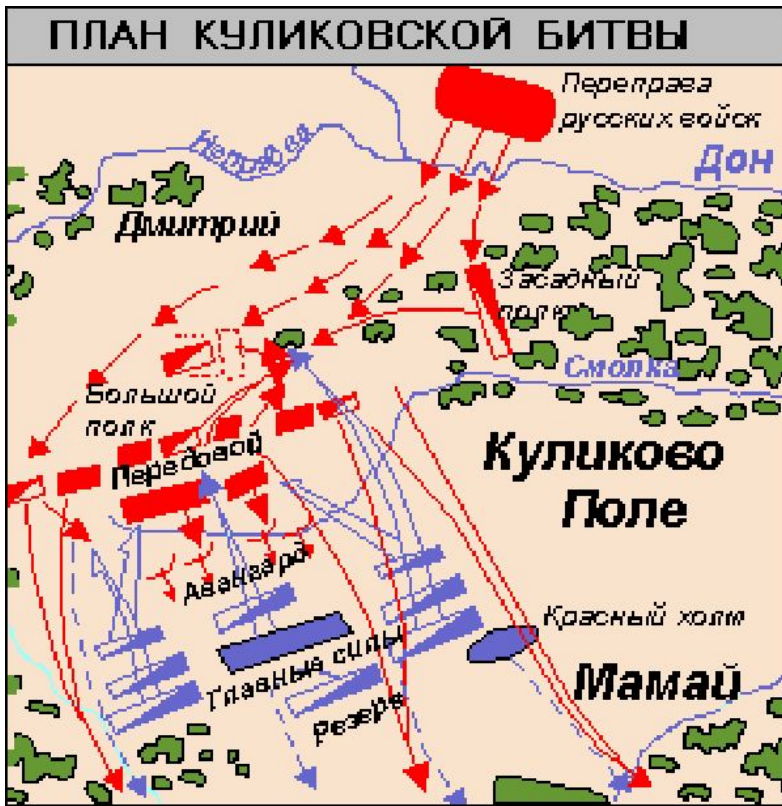 ПЛАН КУЛИКОВСКОЙ БИТВЫ
Переправа
русских войск
Непрядва
Дон
Дмитрий
Засадный
полк
Смолка
Большой
полк
Передовой
Куликово
Поле
Авангард
Красный холм
Главные силы
Мамай
Резерв